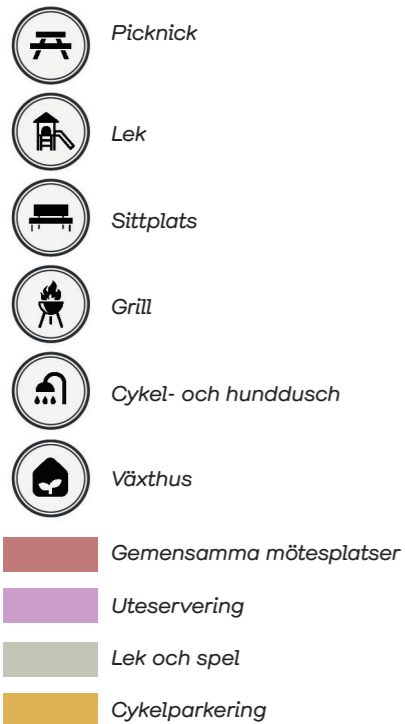 Picknick
Lek
Sittplats
Grill
Cykel- och hunddusch
Växthus
Gemensamma mötesplatser
Uteservering
Lek och spel
Cykelparkering